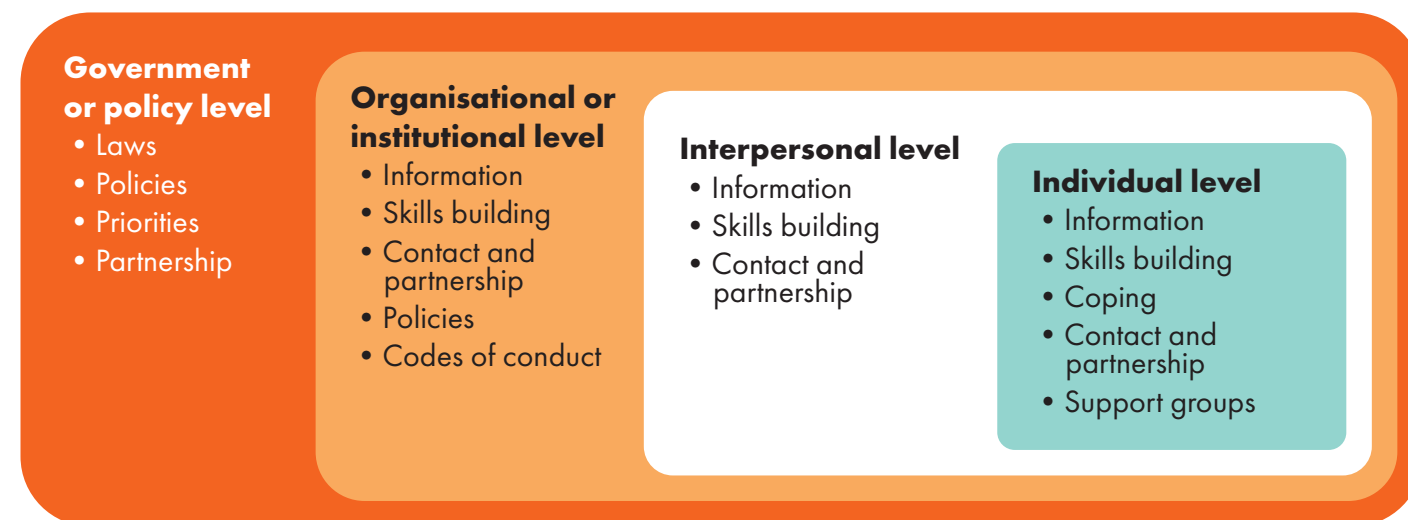 Government
or policy level
• Laws
• Policies
• Priorities
• Partnership
Organisational or
institutional level
• Information
• Skills building
• Contact and
partnership
• Policies
• Codes of conduct
Interpersonal level
• Information
• Skills building
• Contact and
partnership
Individual level
• Information
• Skills building
• Coping
• Contact and
partnership
• Support groups